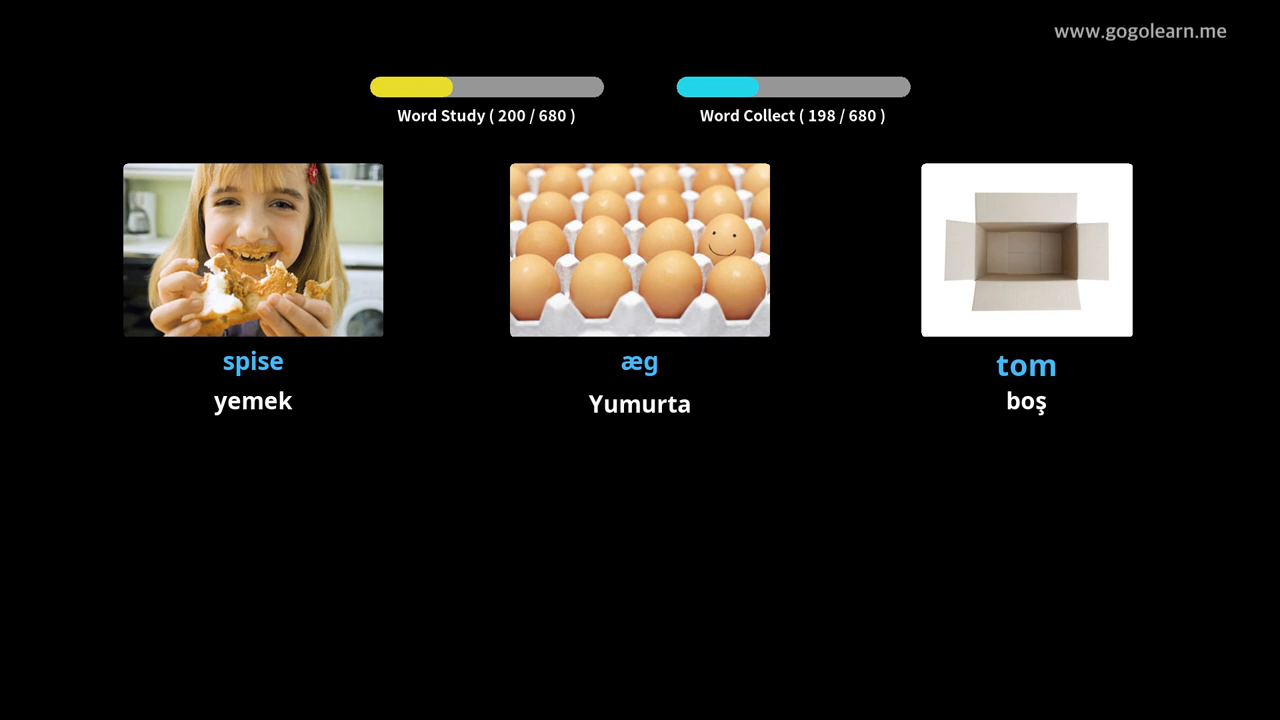 www.gogolearn.me
Word Study ( 200 / 680 )
Word Collect ( 198 / 680 )
spise
yemek
æg
Yumurta
tom
boş